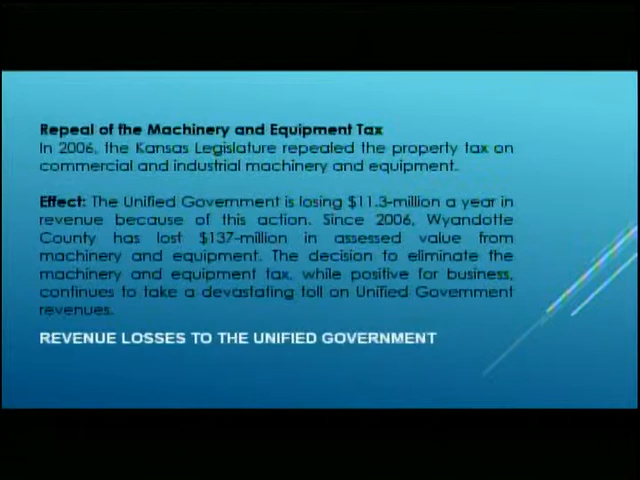 Repeal of the Machinery and Equipment Tax
In 2006, the Kansas Legislature repealed the property tax on
commercial and industrial machinery and equipment.
Effect: The Unified Government is losing $11.3-million a year in
revenue because of this action. Since 2006, Wyandotte
County has lost $137-million in assessed value from
machinery and equipment. The decision to eliminate the
machinery and equipment tax, while positive for business,
continues to take a devastating toll on Unified Government
revenues.
REVENUE LOSSES TO THE UNIFIED GOVERNMENT